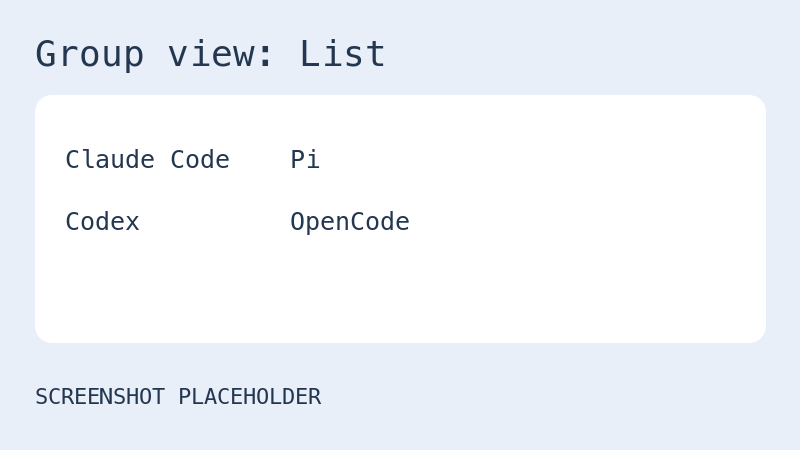 Group view: List
Claude Code    Pi
Codex          OpenCode
SCREENSHOT PLACEHOLDER